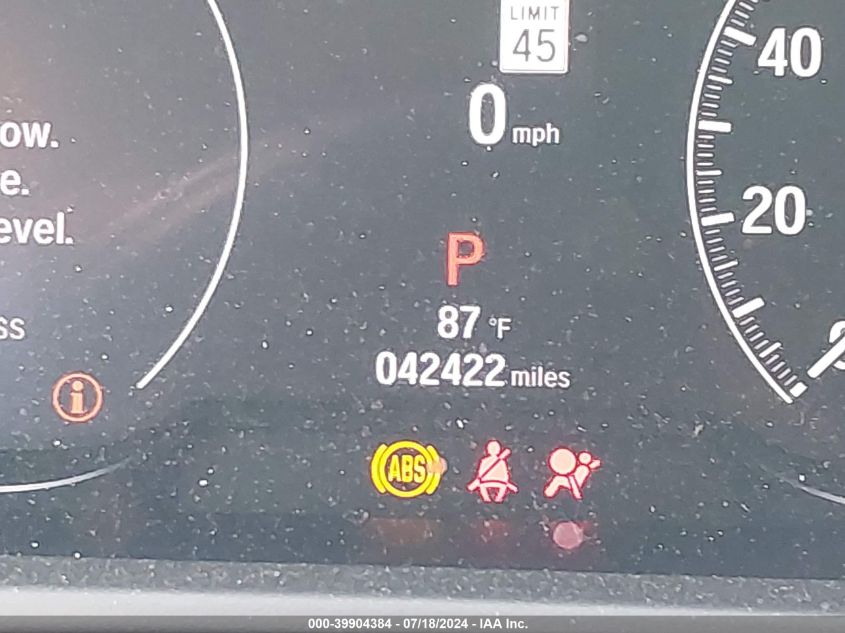 LIMIT
45
40
0 mph
ow.
e.
20
evel.
P
87 °F
ss
042422 miles
i
ABS
000-39904384 - 07/18/2024 - IAA Inc.